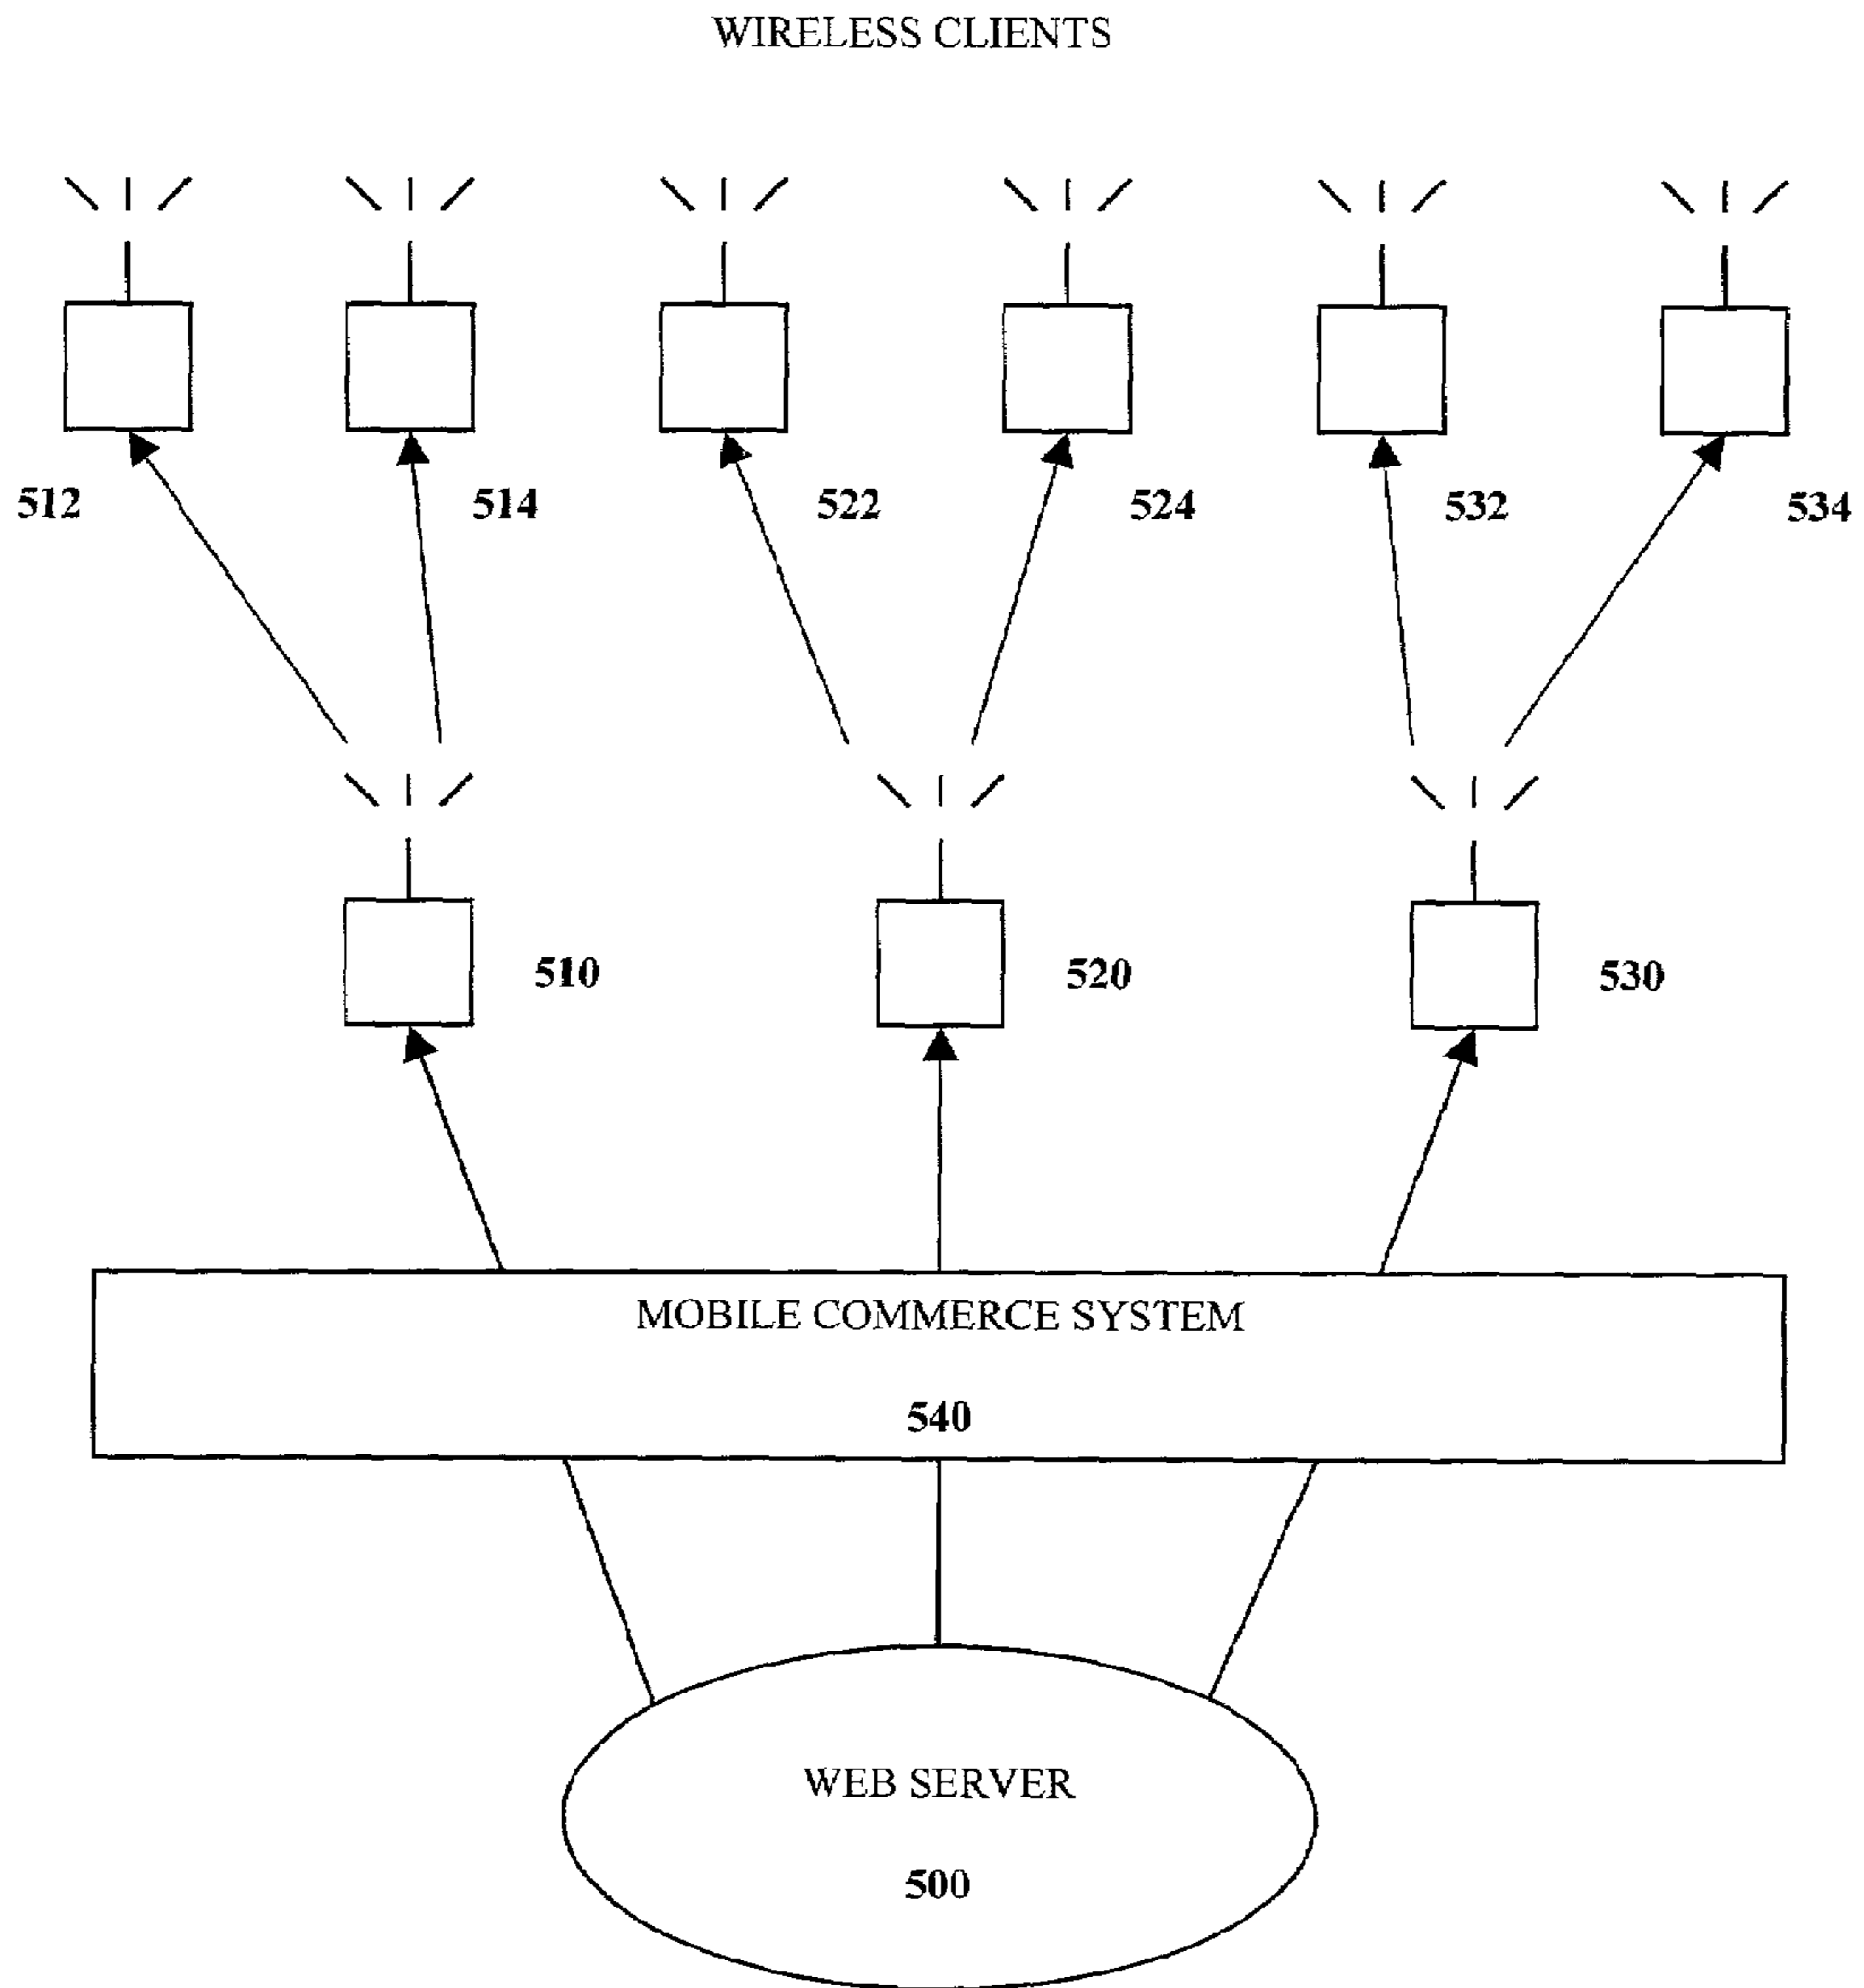 WIRELESS CLIENTS
512 514 522 524 532 534
510 520 530
MOBILE COMMERCE SYSTEM
540
WEB SERVER
500